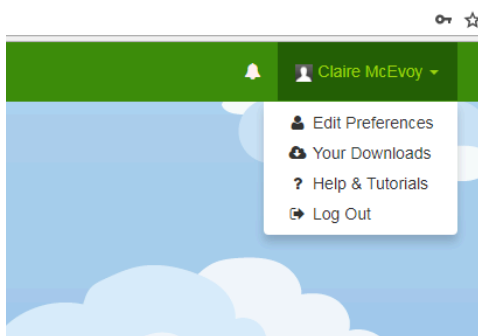 Claire McEvoy
Edit Preferences
Your Downloads
? Help & Tutorials
Log Out